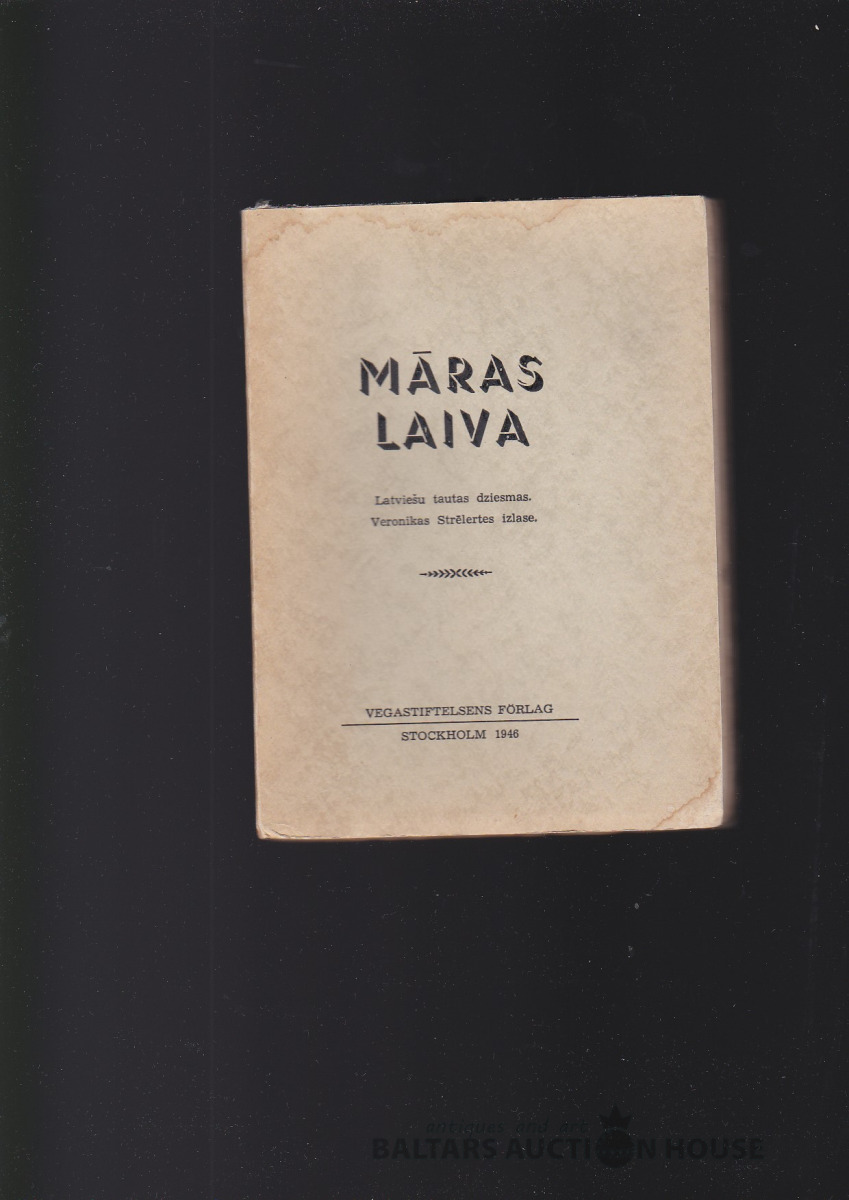 MĀRAS
LAIVA
Latviešu tautas dziesmas.
Veronikas Strēlertes izlase.
VEGASTIFTELSENS FÖRLAG
STOCKHOLM 1946
antiques and art
BALTARS AUCTION HOUSE